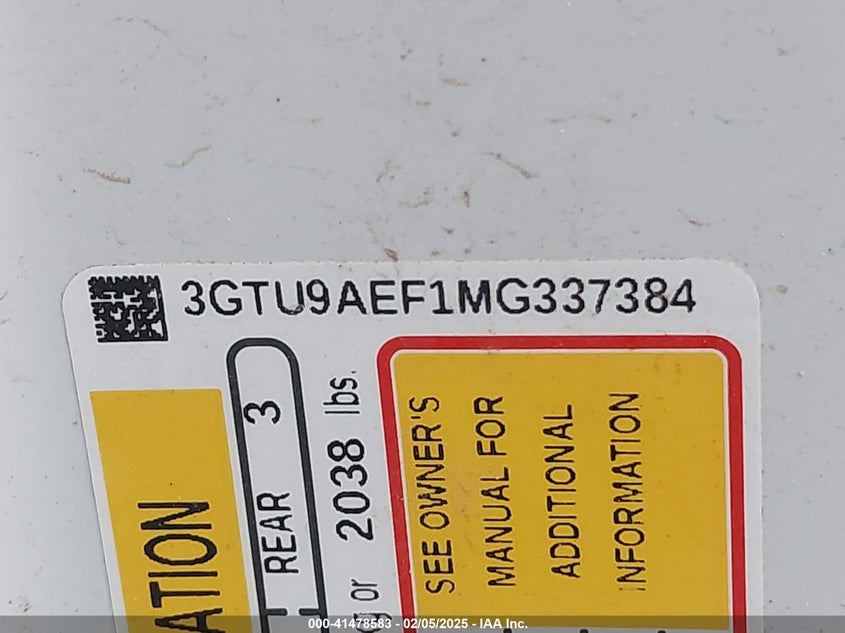 3GTU9AEF1MG337384
REAR 3
or 2038 lbs.
SEE OWNER'S
MANUAL FOR
ADDITIONAL
INFORMATION
000-41478583 - 02/05/2025 - IAA Inc.